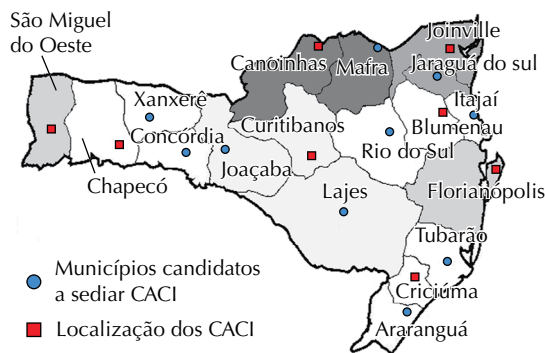 São Miguel
do Oeste
Joinville
Canoinhas
Mafra
Jaraguá do sul
Xanxerê
Itajaí
Curitibanos
Blumenau
Concórdia
Rio do Sul
Joaçaba
Chapecó
Florianópolis
Lajes
Tubarão
Municípios candidatos
a sediar CACI
Criciúma
Localização dos CACI
Araranguá